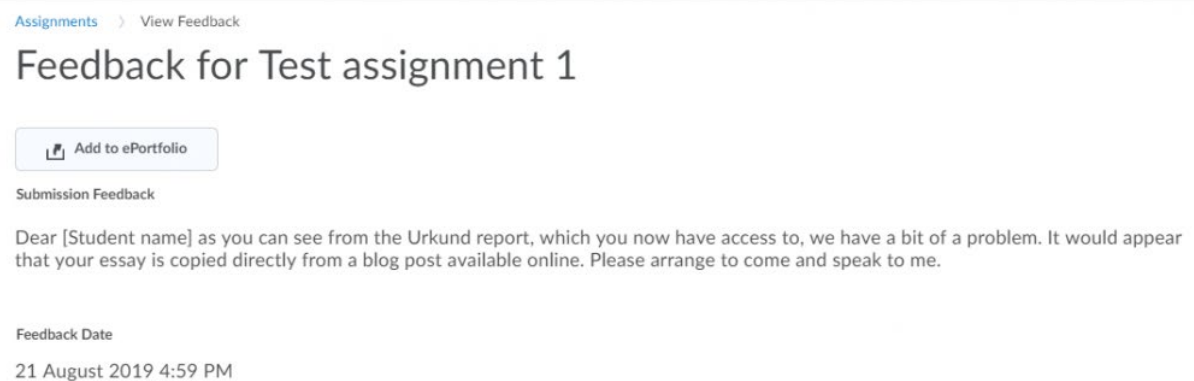 Assignments > View Feedback
Feedback for Test assignment 1
Add to ePortfolio
Submission Feedback
Dear [Student name] as you can see from the Urkund report, which you now have access to, we have a bit of a problem. It would appear
that your essay is copied directly from a blog post available online. Please arrange to come and speak to me.
Feedback Date
21 August 2019 4:59 PM